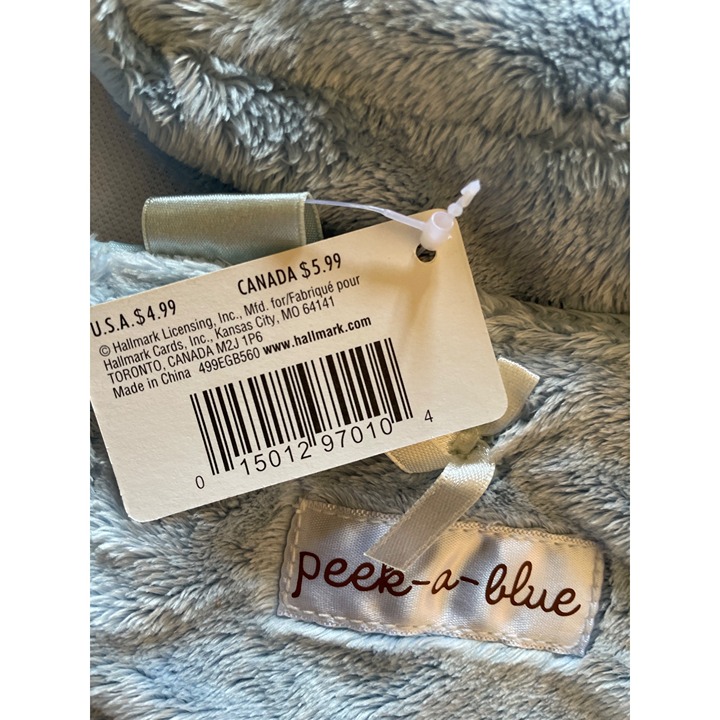 U.S.A. $4.99 CANADA $5.99
© Hallmark Licensing, Inc., Mfd. for/Fabriqué pour
Hallmark Cards, Inc., Kansas City, MO 64141
TORONTO, CANADA M2J 1P6
Made in China 499EGB560 www.hallmark.com
0 15012 97010 4
peek-a-blue